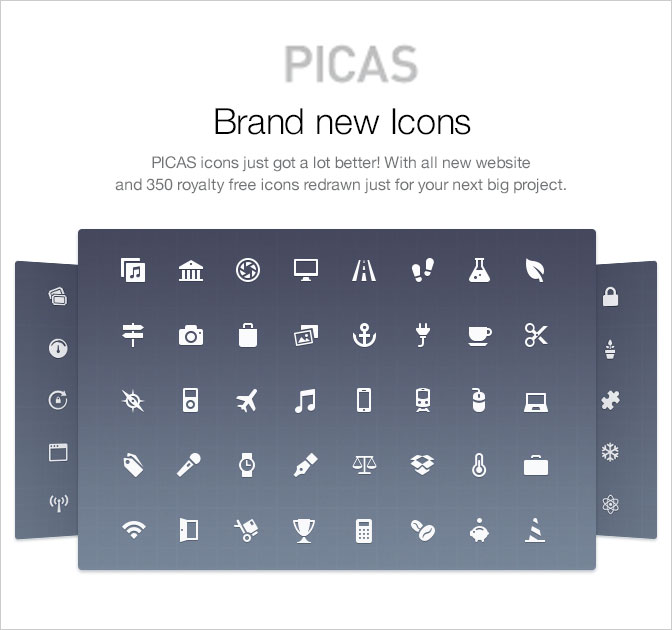 PICAS
Brand new Icons
PICAS icons just got a lot better! With all new website
and 350 royalty free icons redrawn just for your next big project.